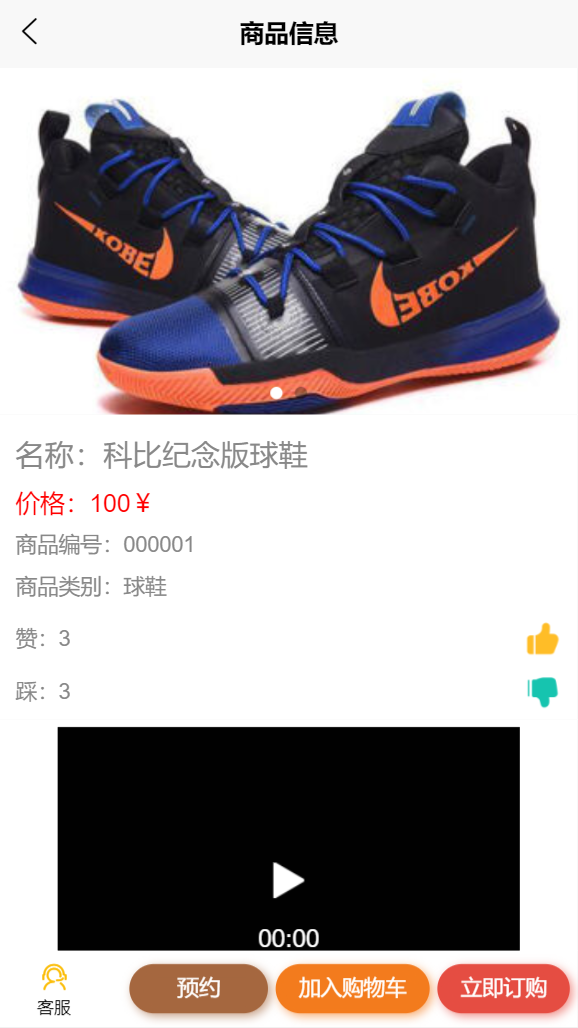 商品信息
KOBE
KOBE
名称：科比纪念版球鞋
价格：100￥
商品编号：000001
商品类别：球鞋
赞：3
踩：3
00:00
客服
预约
加入购物车
立即订购